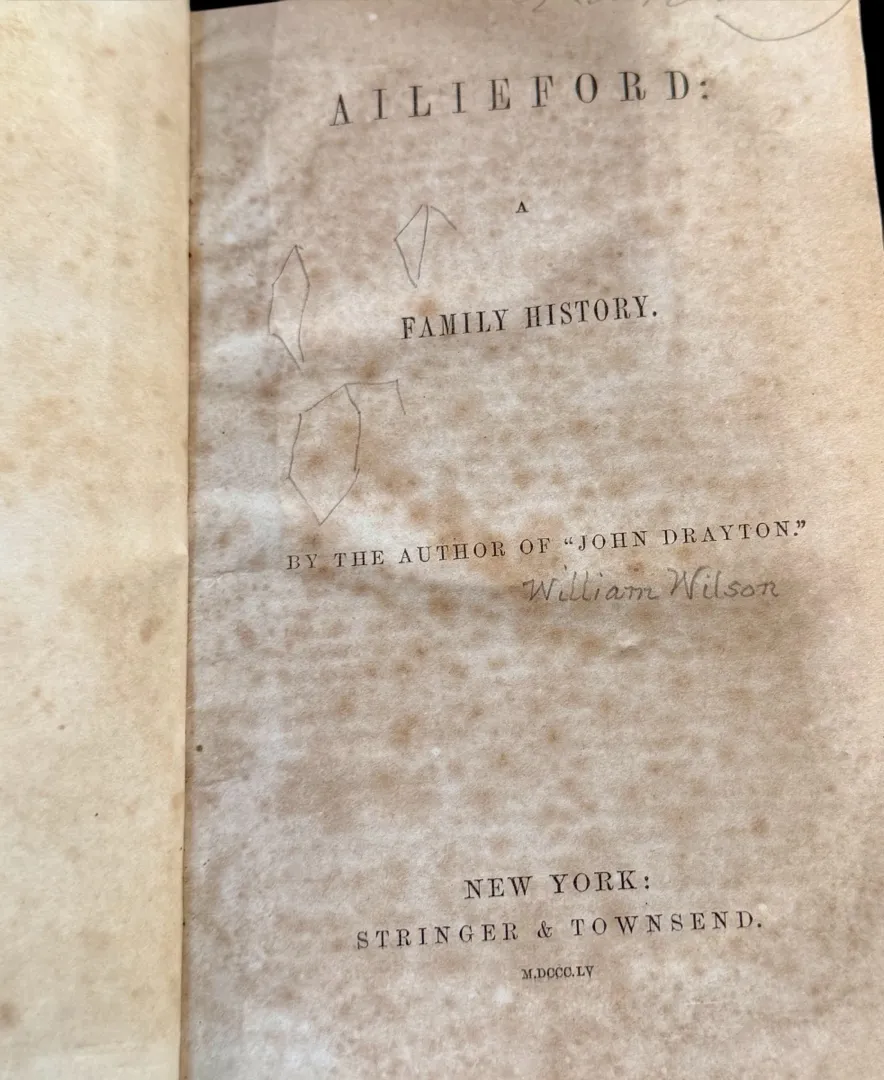 AILIEFORD:
A
FAMILY HISTORY.
BY THE AUTHOR OF “JOHN DRAYTON.”
William Wilson
NEW YORK:
STRINGER & TOWNSEND.
M.DCCC.LV